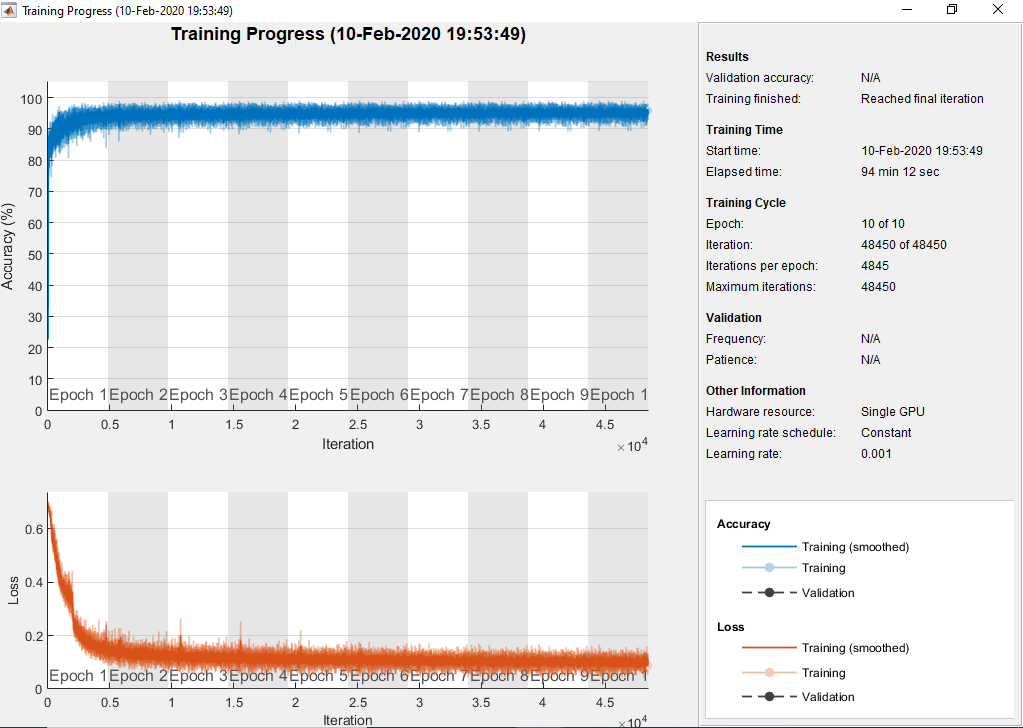 Training Progress (10-Feb-2020 19:53:49)
Training Progress (10-Feb-2020 19:53:49)
100
90
80
70
60
50
40
30
20
10
0
Accuracy (%)
Epoch 1 Epoch 2 Epoch 3 Epoch 4 Epoch 5 Epoch 6 Epoch 7 Epoch 8 Epoch 9 Epoch 1
0 0.5 1 1.5 2 2.5 3 3.5 4 4.5
Iteration
×10^4
0.6
0.4
0.2
0
Loss
Epoch 1 Epoch 2 Epoch 3 Epoch 4 Epoch 5 Epoch 6 Epoch 7 Epoch 8 Epoch 9 Epoch 1
0 0.5 1 1.5 2 2.5 3 3.5 4 4.5
Iteration
×10^4
Results
Validation accuracy: N/A
Training finished: Reached final iteration
Training Time
Start time: 10-Feb-2020 19:53:49
Elapsed time: 94 min 12 sec
Training Cycle
Epoch: 10 of 10
Iteration: 48450 of 48450
Iterations per epoch: 4845
Maximum iterations: 48450
Validation
Frequency: N/A
Patience: N/A
Other Information
Hardware resource: Single GPU
Learning rate schedule: Constant
Learning rate: 0.001
Accuracy
Training (smoothed)
Training
Validation
Loss
Training (smoothed)
Training
Validation